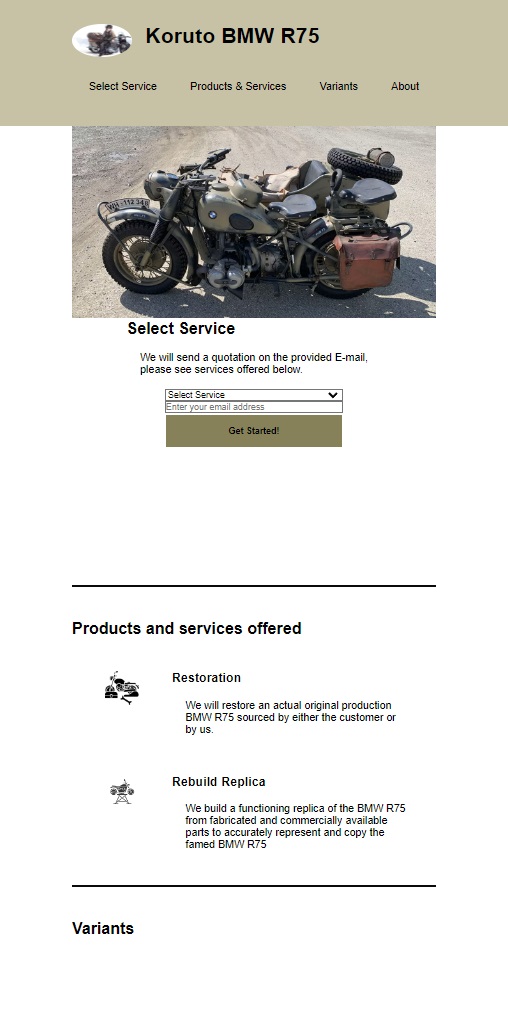 Koruto BMW R75
Select Service
Products & Services
Variants
About
WH-112 348
Select Service
We will send a quotation on the provided E-mail,
please see services offered below.
Select Service
Enter your email address
Get Started!
Products and services offered
Restoration
We will restore an actual original production
BMW R75 sourced by either the customer or
by us.
Rebuild Replica
We build a functioning replica of the BMW R75
from fabricated and commercially available
parts to accurately represent and copy the
famed BMW R75
Variants